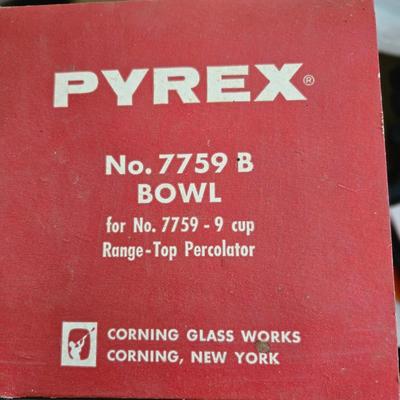 PYREX®
No. 7759 B
BOWL
for No. 7759 - 9 cup
Range-Top Percolator
CORNING GLASS WORKS
CORNING, NEW YORK